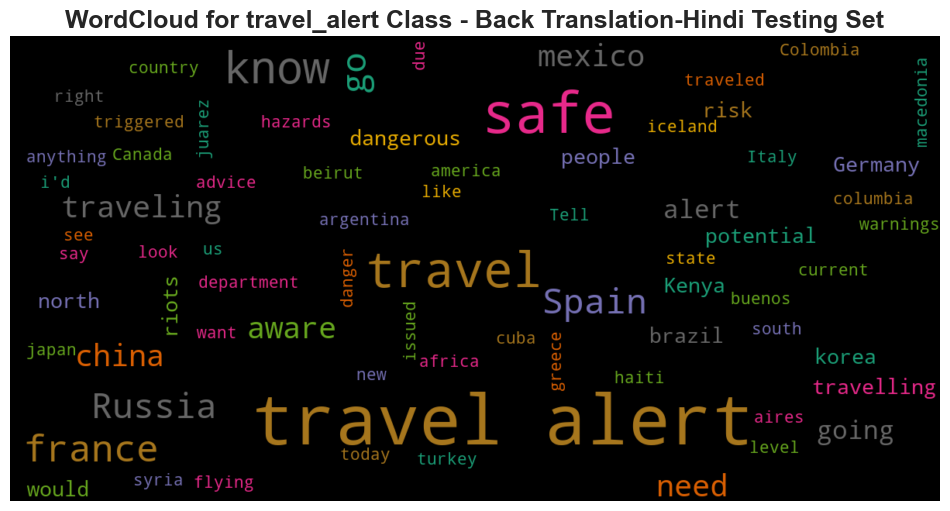 WordCloud for travel_alert Class - Back Translation-Hindi Testing Set
country
know
go
due
mexico
Colombia
right
traveled
macedonia
triggered
juarez
hazards
safe
risk
dangerous
iceland
anything
Canada
people
Italy
Germany
i'd
advice
beirut
america
like
columbia
traveling
argentina
Tell
alert
warnings
see
say
look
us
potential
state
current
department
danger
travel
Kenya
north
riots
Spain
buenos
want
aware
issued
cuba
greece
brazil
south
japan
china
africa
korea
new
haiti
travelling
Russia
travel alert
aires
going
france
today
turkey
level
would
syria
flying
need